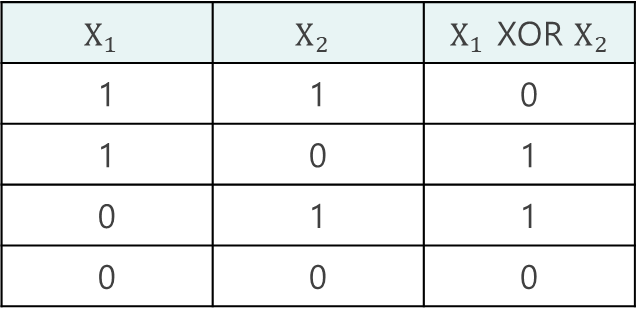 X₁ X₂ X₁ XOR X₂
1 1 0
1 0 1
0 1 1
0 0 0